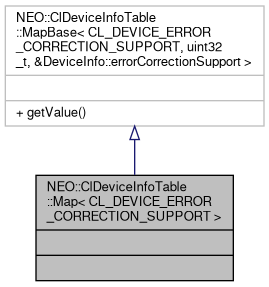 NEO::ClDeviceInfoTable
::MapBase< CL_DEVICE_ERROR
_CORRECTION_SUPPORT, uint32
_t, &DeviceInfo::errorCorrectionSupport >
+ getValue()
NEO::ClDeviceInfoTable
::Map< CL_DEVICE_ERROR
_CORRECTION_SUPPORT >